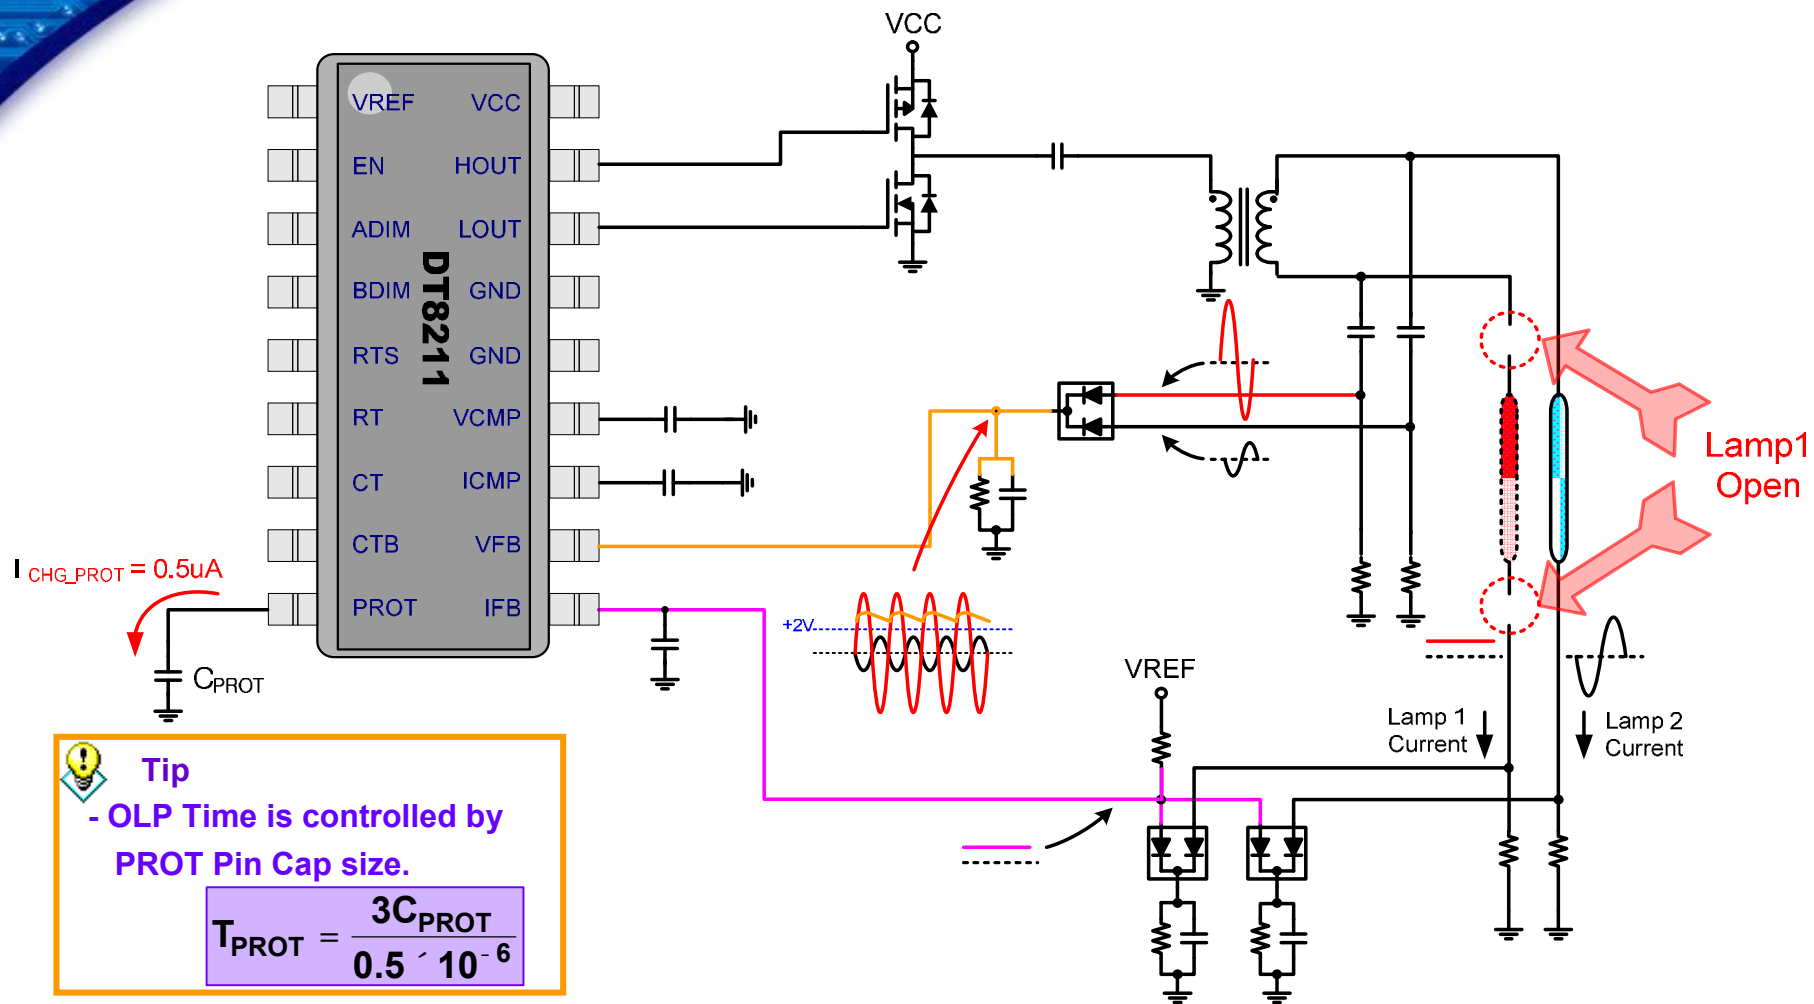 VCC
VREF VCC
EN HOUT
ADIM LOUT
BDIM GND
RTS GND
RT VCMP
CT ICMP
CTB VFB
PROT IFB
DT8211
I CHG_PROT = 0.5uA
CPROT
+2V
VREF
Lamp1
Open
Lamp 1
Current
Lamp 2
Current
Tip
- OLP Time is controlled by
PROT Pin Cap size.
TPROT = 3CPROT
0.5 ´ 10-6